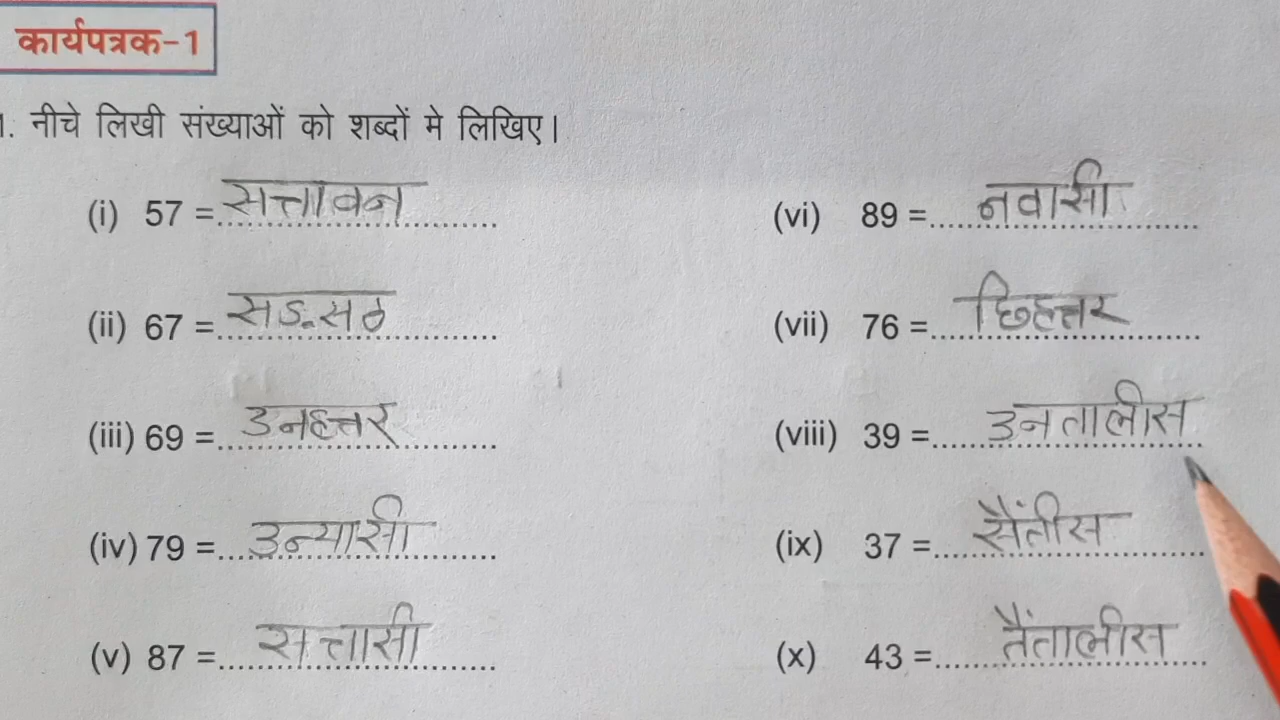 कार्यपत्रक-1
1. नीचे लिखी संख्याओं को शब्दों मे लिखिए।
(i) 57 = सत्तावन
(vi) 89 = नवासी
(ii) 67 = सड़सठ
(vii) 76 = छिहत्तर
(iii) 69 = उनहत्तर
(viii) 39 = उनतालीस
(iv) 79 = उन्यासी
(ix) 37 = सैंतीस
(v) 87 = सत्तासी
(x) 43 = तैंतालीस